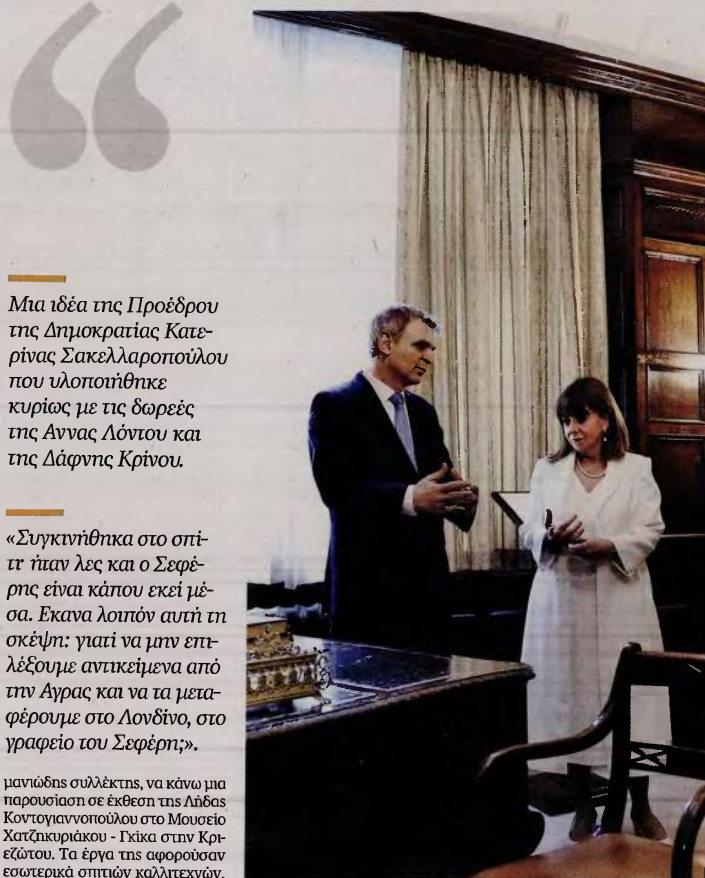 “
Μια ιδέα της Προέδρου
της Δημοκρατίας Κατε-
ρίνας Σακελλαροπούλου
που υλοποιήθηκε
κυρίως με τις δωρεές
της Αννας Λόντου και
της Δάφνης Κρίνου.
«Συγκινήθηκα στο σπί-
τι· ήταν λες και ο Σεφέ-
ρης είναι κάπου εκεί μέ-
σα. Εκανα λοιπόν αυτή τη
σκέψη: γιατί να μην επι-
λέξουμε αντικείμενα από
την Αγρας και να τα μετα-
φέρουμε στο Λονδίνο, στο
γραφείο του Σεφέρη;».
μανιώδης συλλέκτης, να κάνω μια
παρουσίαση σε έκθεση της Λήδας
Κοντογιαννοπούλου στο Μουσείο
Χατζηκυριάκου - Γκίκα στην Κρι-
εζώτου. Τα έργα της αφορούσαν
εσωτερικά σπιτιών καλλιτεχνών,